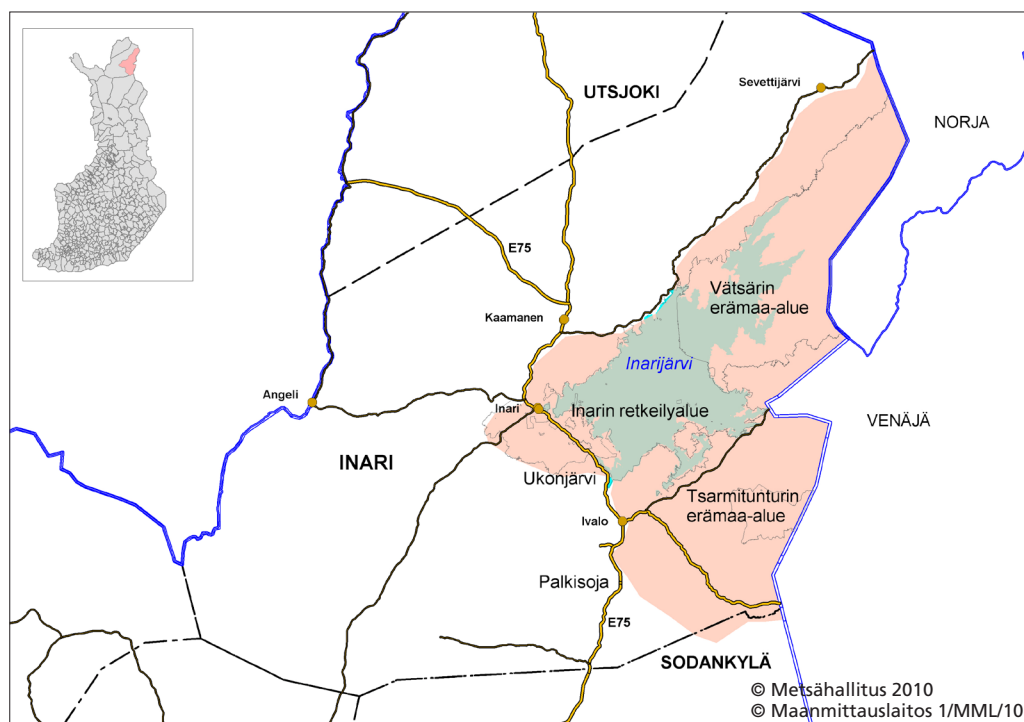 Sevettijärvi
UTSJOKI
NORJA
E75
Vätsärin
erämaa-alue
Kaamanen
Inarijärvi
Angeli
Inari
Inarin retkeilyalue
VENÄJÄ
INARI
Ukonjärvi
Tsarmitunturin
erämaa-alue
Ivalo
Palkisoja
E75
SODANKYLÄ
© Metsähallitus 2010
© Maanmittauslaitos 1/MML/10